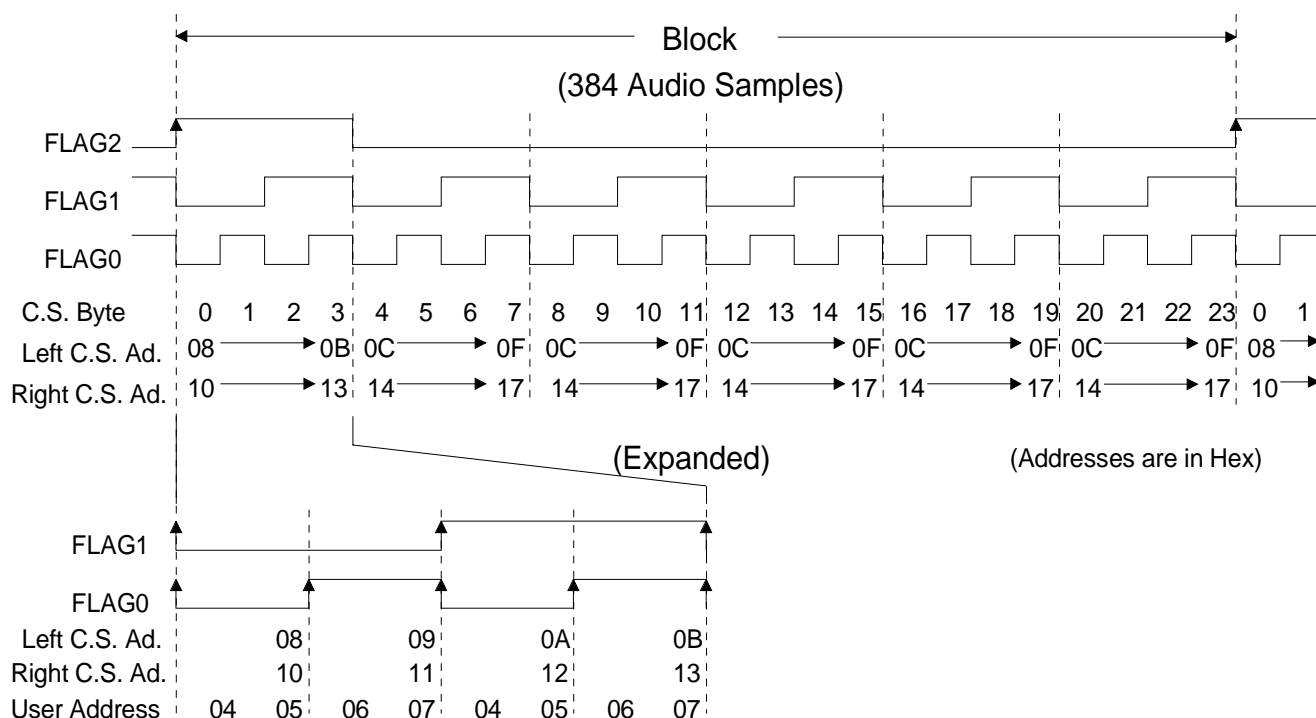 Block
(384 Audio Samples)
FLAG2
FLAG1
FLAG0
C.S. Byte 0 1 2 3 4 5 6 7 8 9 10 11 12 13 14 15 16 17 18 19 20 21 22 23 0 1
Left C.S. Ad. 08 0B 0C 0F 0C 0F 0C 0F 0C 0F 0C 0F 08
Right C.S. Ad. 10 13 14 17 14 17 14 17 14 17 14 17 10
(Expanded) (Addresses are in Hex)
FLAG1
FLAG0
Left C.S. Ad. 08 09 0A 0B
Right C.S. Ad. 10 11 12 13
User Address 04 05 06 07 04 05 06 07